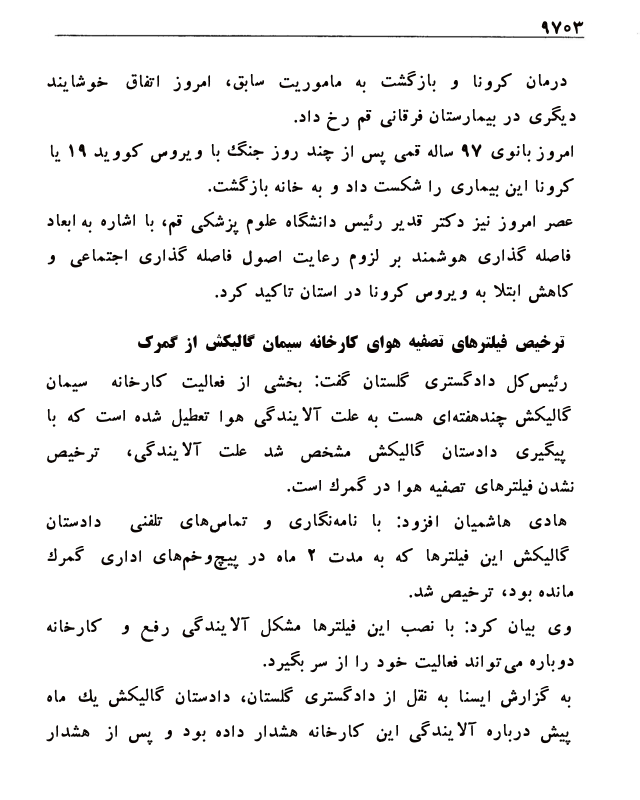 ۹۷۰۳
درمان کرونا و بازگشت به ماموریت سابق، امروز اتفاق خوشایند
دیگری در بیمارستان فرقانی قم رخ داد.
امروز بانوی ۹۷ ساله قمی پس از چند روز جنگ با ویروس کووید ۱۹ یا
کرونا این بیماری را شکست داد و به خانه بازگشت.
عصر امروز نیز دکتر قدیر رئیس دانشگاه علوم پزشکی قم، با اشاره به ابعاد
فاصله گذاری هوشمند بر لزوم رعایت اصول فاصله گذاری اجتماعی و
کاهش ابتلا به ویروس کرونا در استان تاکید کرد.
ترخیص فیلترهای تصفیه هوای کارخانه سیمان گالیکش از گمرک
رئیس‌کل دادگستری گلستان گفت: بخشی از فعالیت کارخانه سیمان
گالیکش چندهفته‌ای هست به علت آلایندگی هوا تعطیل شده است که با
پیگیری دادستان گالیکش مشخص شد علت آلایندگی، ترخیص
نشدن فیلترهای تصفیه هوا در گمرک است.
هادی هاشمیان افزود: با نامه‌نگاری و تماس‌های تلفنی دادستان
گالیکش این فیلترها که به مدت ۲ ماه در پیچ‌وخم‌های اداری گمرک
مانده بود، ترخیص شد.
وی بیان کرد: با نصب این فیلترها مشکل آلایندگی رفع و کارخانه
دوباره می‌تواند فعالیت خود را از سر بگیرد.
به گزارش ایسنا به نقل از دادگستری گلستان، دادستان گالیکش یک ماه
پیش درباره آلایندگی این کارخانه هشدار داده بود و پس از هشدار